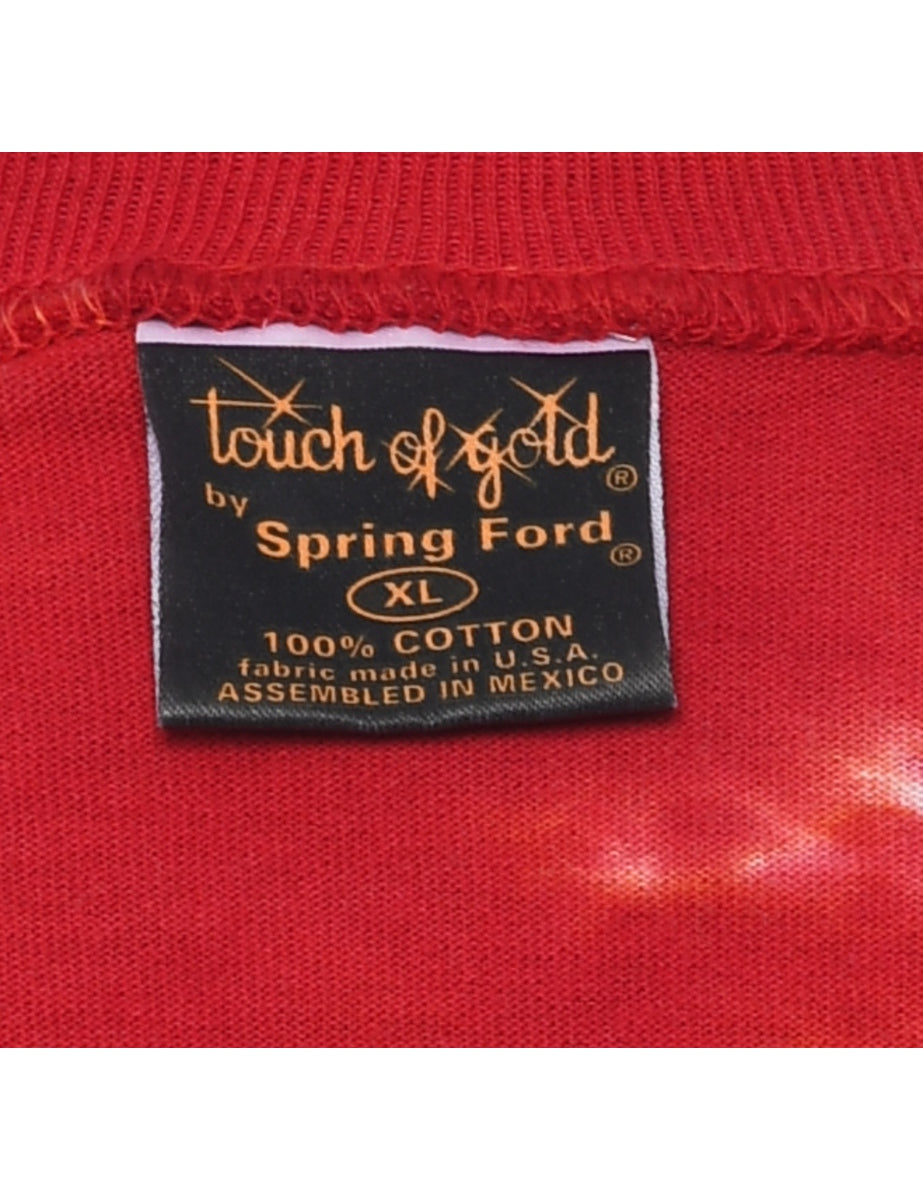 touch of gold ®
by
Spring Ford ®
XL
100% COTTON
fabric made in U.S.A.
ASSEMBLED IN MEXICO